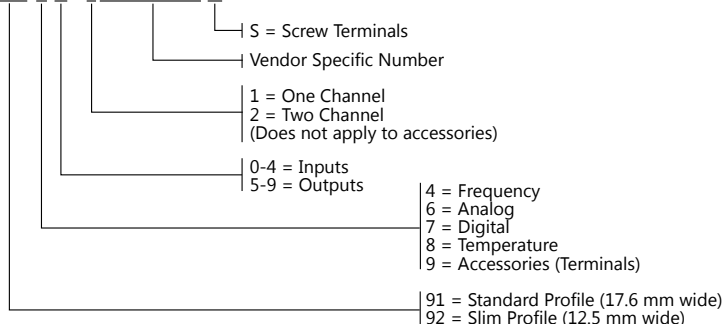 S = Screw Terminals
Vendor Specific Number
1 = One Channel
2 = Two Channel
(Does not apply to accessories)
0-4 = Inputs
5-9 = Outputs
4 = Frequency
6 = Analog
7 = Digital
8 = Temperature
9 = Accessories (Terminals)
91 = Standard Profile (17.6 mm wide)
92 = Slim Profile (12.5 mm wide)